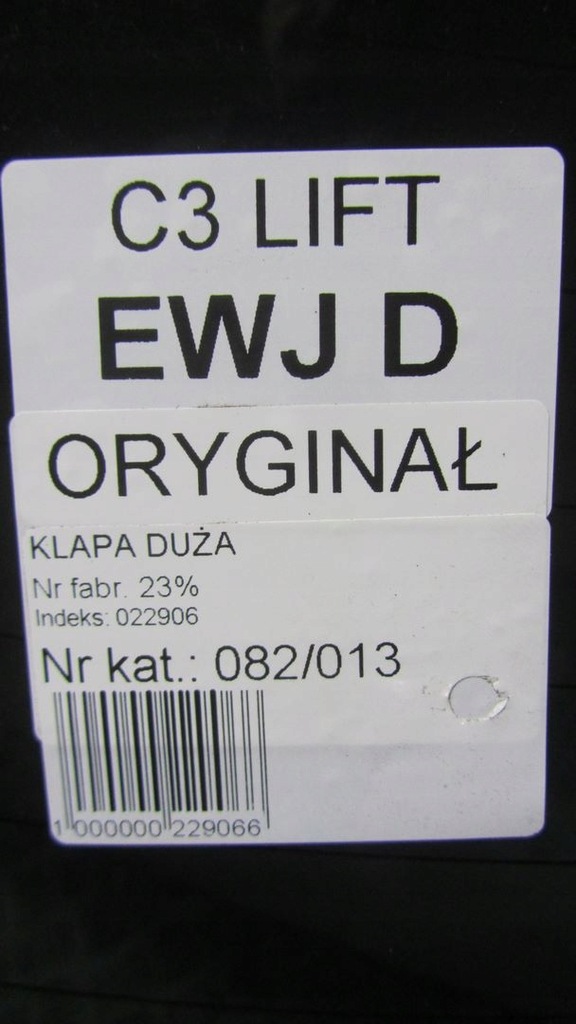 C3 LIFT
EWJ D
ORYGINAŁ
KLAPA DUŻA
Nr fabr. 23%
Indeks: 022906
Nr kat.: 082/013
1 000000 229066